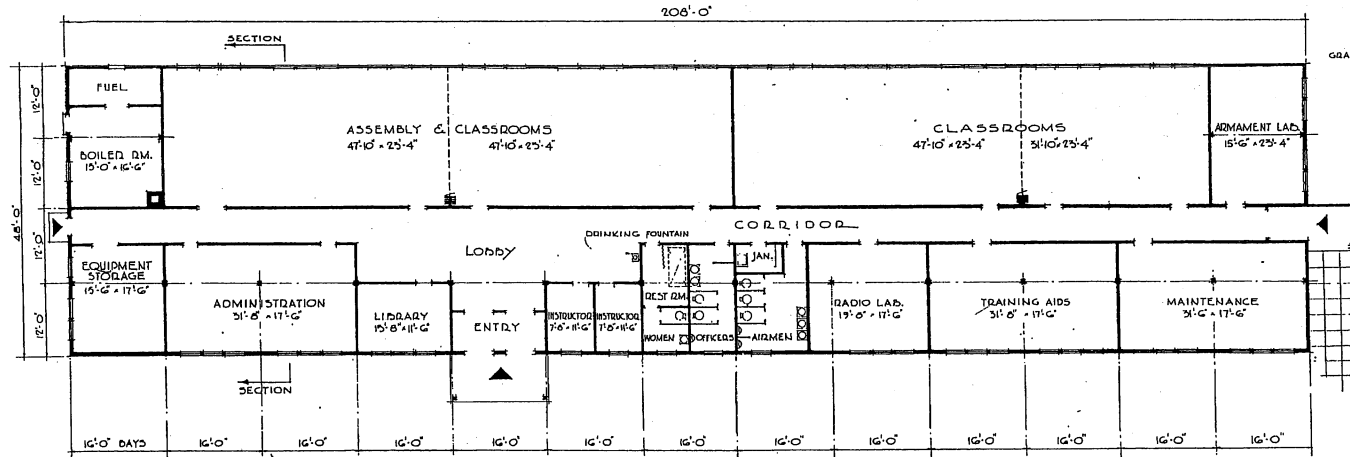 208'-0"
SECTION
GRA
FUEL
12'-0"
ASSEMBLY & CLASSROOMS
47'-10" x 23'-4" 47'-10" x 23'-4"
CLASSROOMS
47'-10" x 23'-4" 31'-10" x 23'-4"
ARMAMENT LAB.
15'-6" x 23'-4"
BOILER RM.
15'-0" x 16'-6"
12'-0"
48'-0"
CORRIDOR
DRINKING FOUNTAIN
LOBBY
JAN.
12'-0"
EQUIPMENT
STORAGE
15'-6" x 17'-6"
ADMINISTRATION
31'-8" x 17'-6"
LIBRARY
15'-8" x 11'-6"
ENTRY
INSTRUCTOR
7'-8" x 11'-6"
INSTRUCTOR
7'-8" x 11'-6"
REST RM.
WOMEN
OFFICERS
AIRMEN
RADIO LAB.
19'-8" x 17'-6"
TRAINING AIDS
31'-8" x 17'-6"
MAINTENANCE
31'-6" x 17'-6"
12'-0"
SECTION
16'-0" BAYS 16'-0" 16'-0" 16'-0" 16'-0" 16'-0" 16'-0" 16'-0" 16'-0" 16'-0" 16'-0" 16'-0" 16'-0"